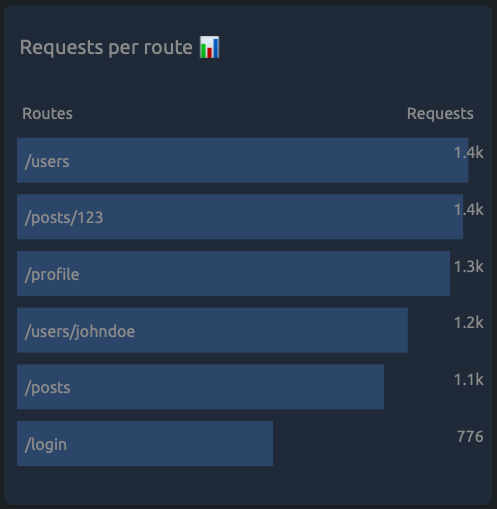 Requests per route 📊
Routes Requests
/users 1.4k
/posts/123 1.4k
/profile 1.3k
/users/johndoe 1.2k
/posts 1.1k
/login 776